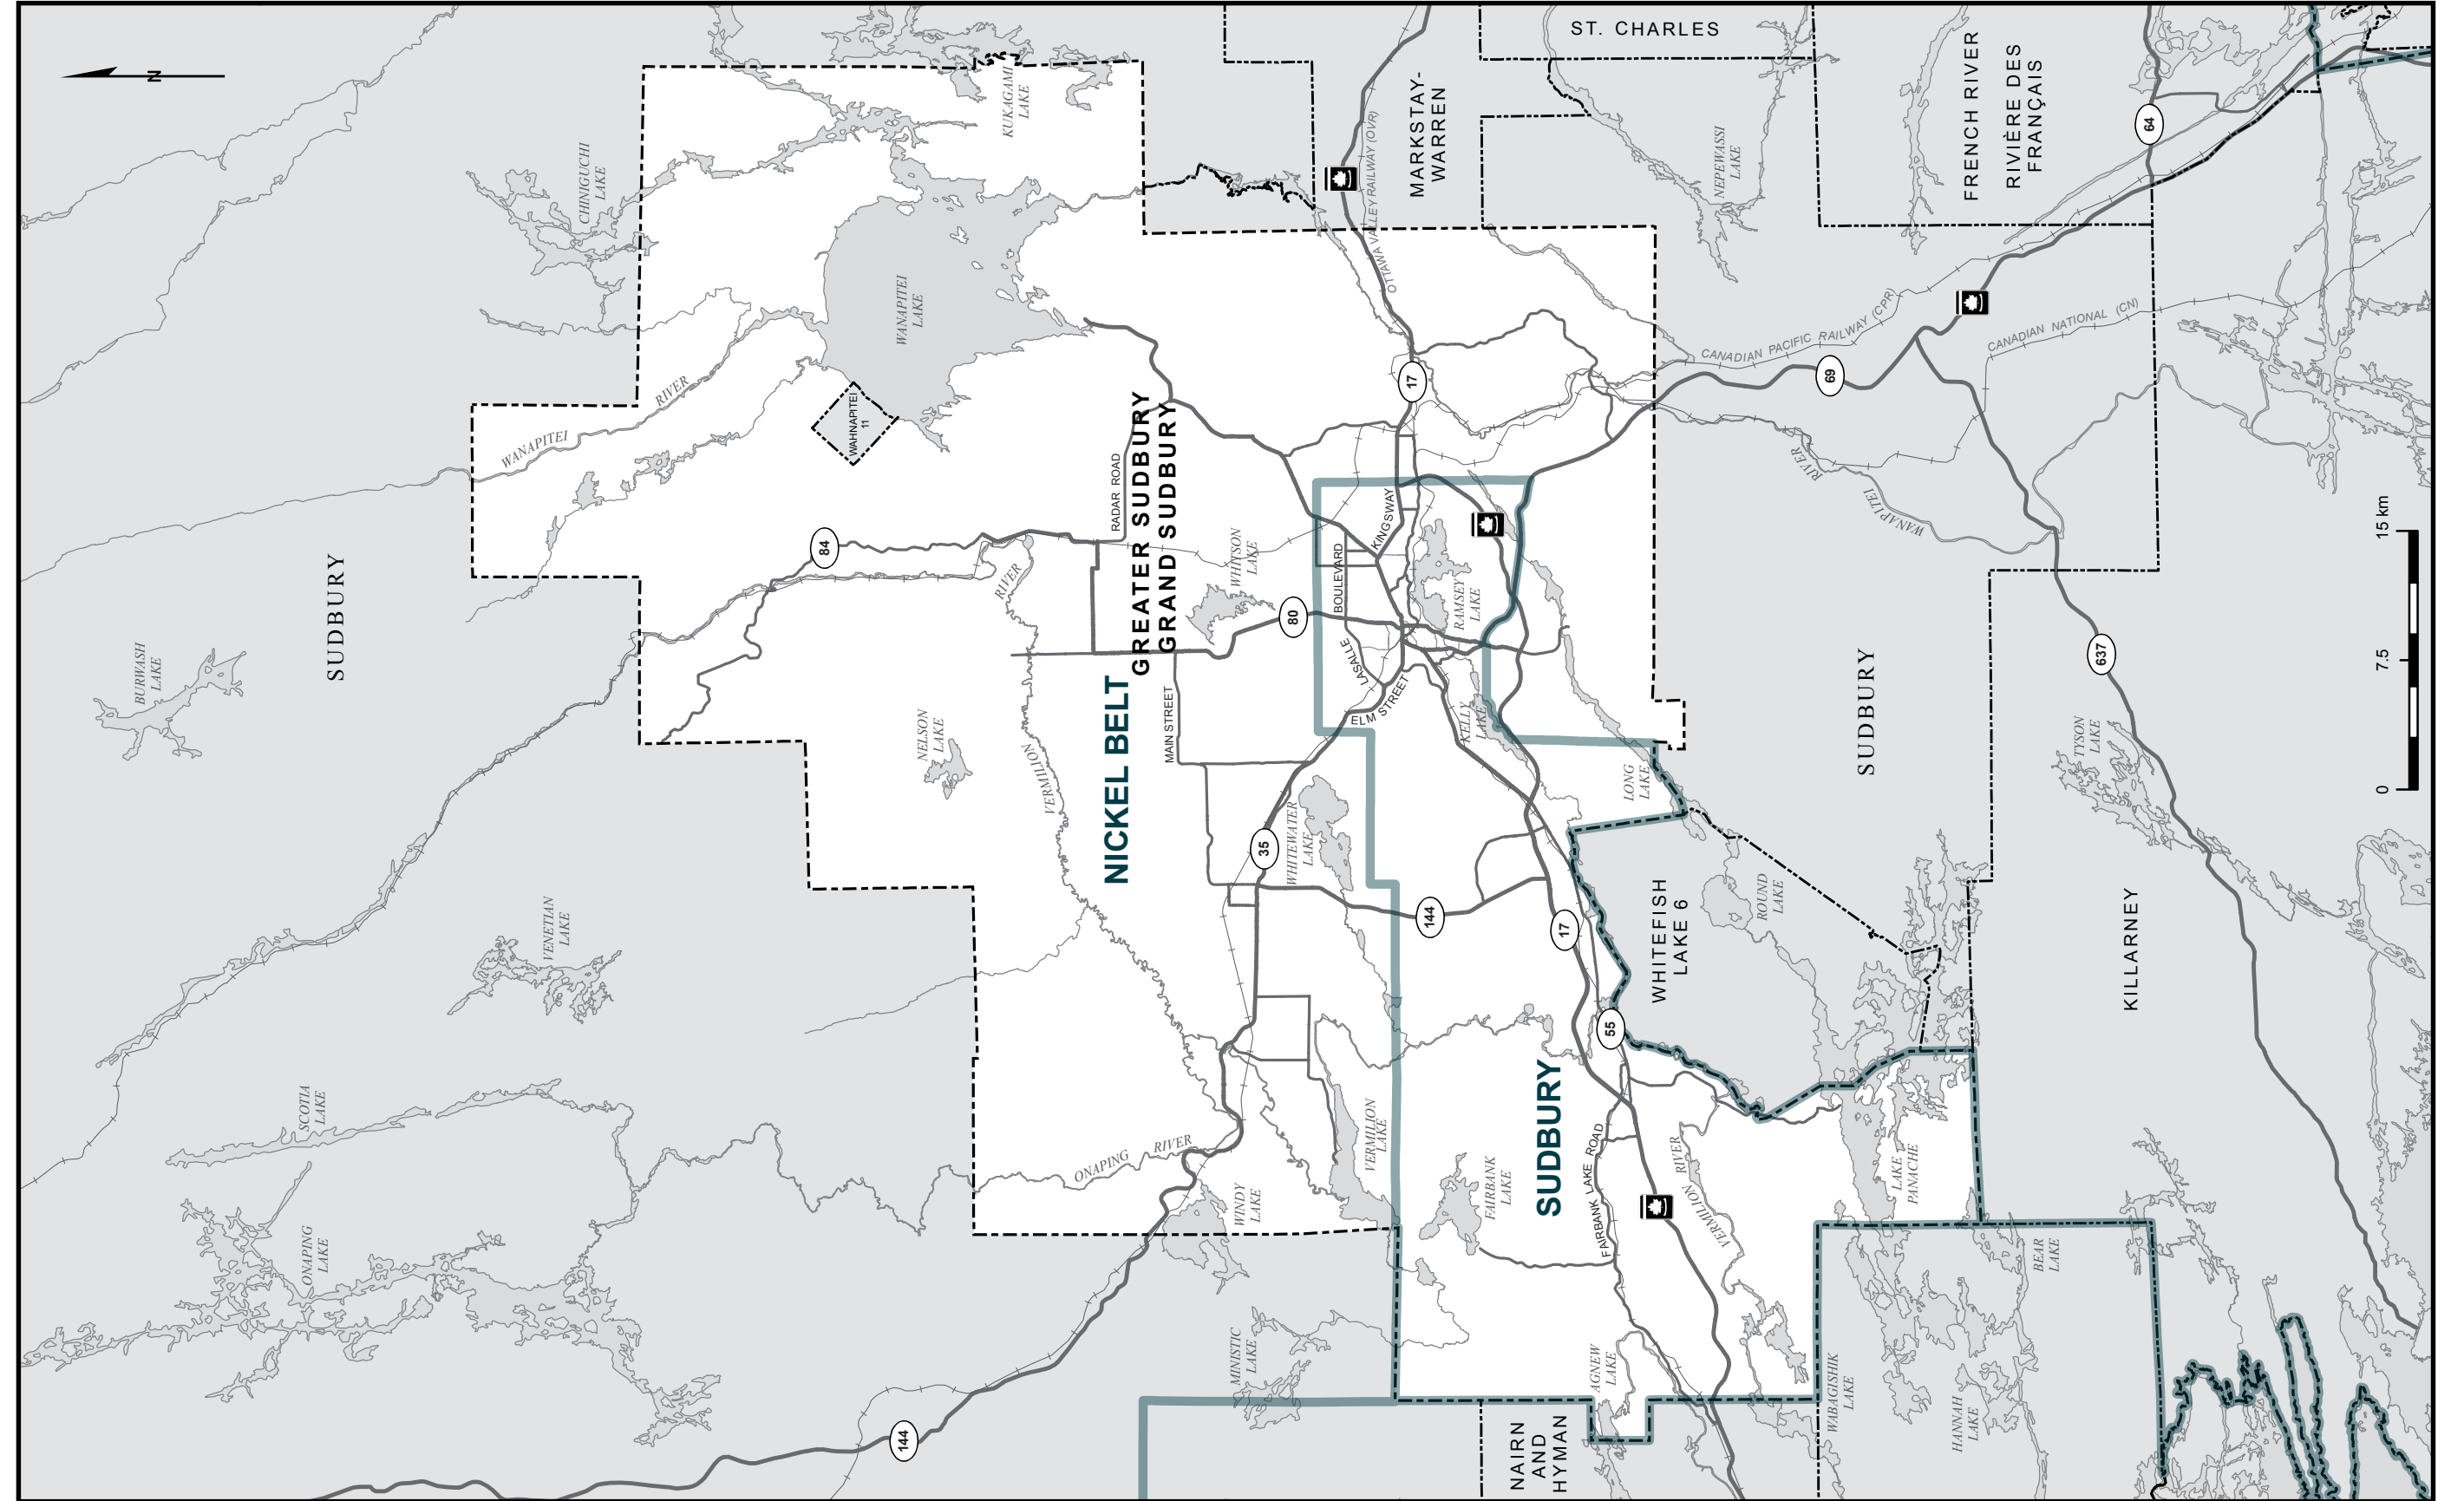 N
SUDBURY
BURWASH
LAKE
SCOTIA
LAKE
ONAPING
LAKE
VENETIAN
LAKE
CHINIGUCHI
LAKE
KUKAGAMI
LAKE
WANAPITEI
RIVER
WANAPITEI
LAKE
WAHNAPITEI
11
84
NELSON
LAKE
VERMILION
RIVER
ONAPING
RIVER
144
NICKEL BELT
GREATER SUDBURY
GRAND SUDBURY
RADAR ROAD
MAIN STREET
WHITSON
LAKE
80
35
WHITEWATER
LAKE
WINDY
LAKE
MINISTIC
LAKE
VERMILION
LAKE
BOULEVARD
LASALLE
KINGSWAY
ELM STREET
RAMSEY
LAKE
KELLY
LAKE
17
OTTAWA VALLEY RAILWAY (OVR)
MARKSTAY-
WARREN
ST. CHARLES
NEPEWASSI
LAKE
144
17
55
SUDBURY
FAIRBANK
LAKE
FAIRBANK LAKE ROAD
AGNEW
LAKE
NAIRN
AND
HYMAN
VERMILION
RIVER
LONG
LAKE
WHITEFISH
LAKE 6
ROUND
LAKE
LAKE
PANACHE
WABAGISHIK
LAKE
HANNAH
LAKE
BEAR
LAKE
SUDBURY
CANADIAN PACIFIC RAILWAY (CPR)
69
CANADIAN NATIONAL (CN)
WANAPITEI
RIVER
FRENCH RIVER
RIVIÈRE DES
FRANÇAIS
64
637
TYSON
LAKE
KILLARNEY
0
7.5
15 km